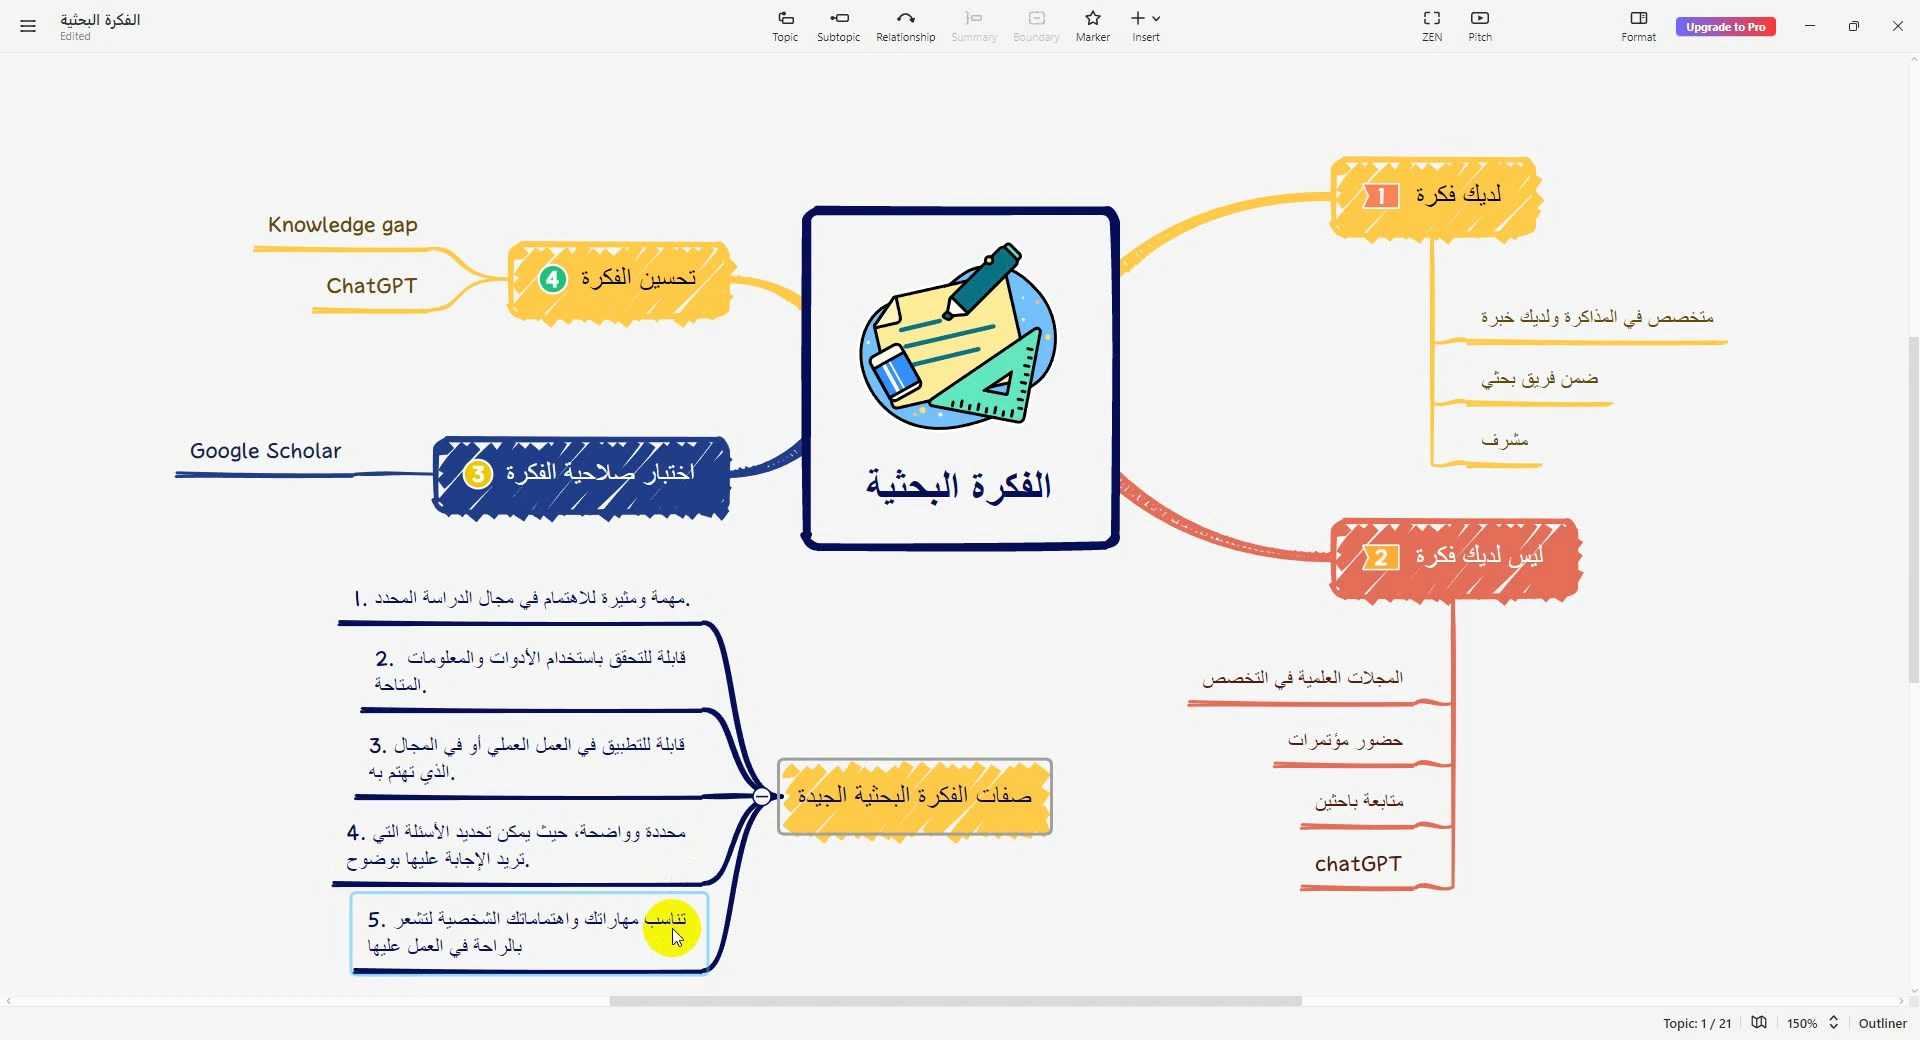 الفكرة البحثية
Edited
Topic
Subtopic
Relationship
Summary
Boundary
Marker
Insert
ZEN
Pitch
Format
Upgrade to Pro
الفكرة البحثية
1 لديك فكرة
متخصص في المذاكرة ولديك خبرة
ضمن فريق بحثي
مشرف
2 ليس لديك فكرة
المجلات العلمية في التخصص
حضور مؤتمرات
متابعة باحثين
chatGPT
3 اختبار صلاحية الفكرة
Google Scholar
4 تحسين الفكرة
Knowledge gap
ChatGPT
صفات الفكرة البحثية الجيدة
1. مهمة ومثيرة للاهتمام في مجال الدراسة المحدد.
2. قابلة للتحقق باستخدام الأدوات والمعلومات
المتاحة.
3. قابلة للتطبيق في العمل العملي أو في المجال
الذي تهتم به.
4. محددة وواضحة، حيث يمكن تحديد الأسئلة التي
تريد الإجابة عليها بوضوح.
5. تناسب مهاراتك واهتماماتك الشخصية لتشعر
بالراحة في العمل عليها
Topic: 1 / 21
150%
Outliner